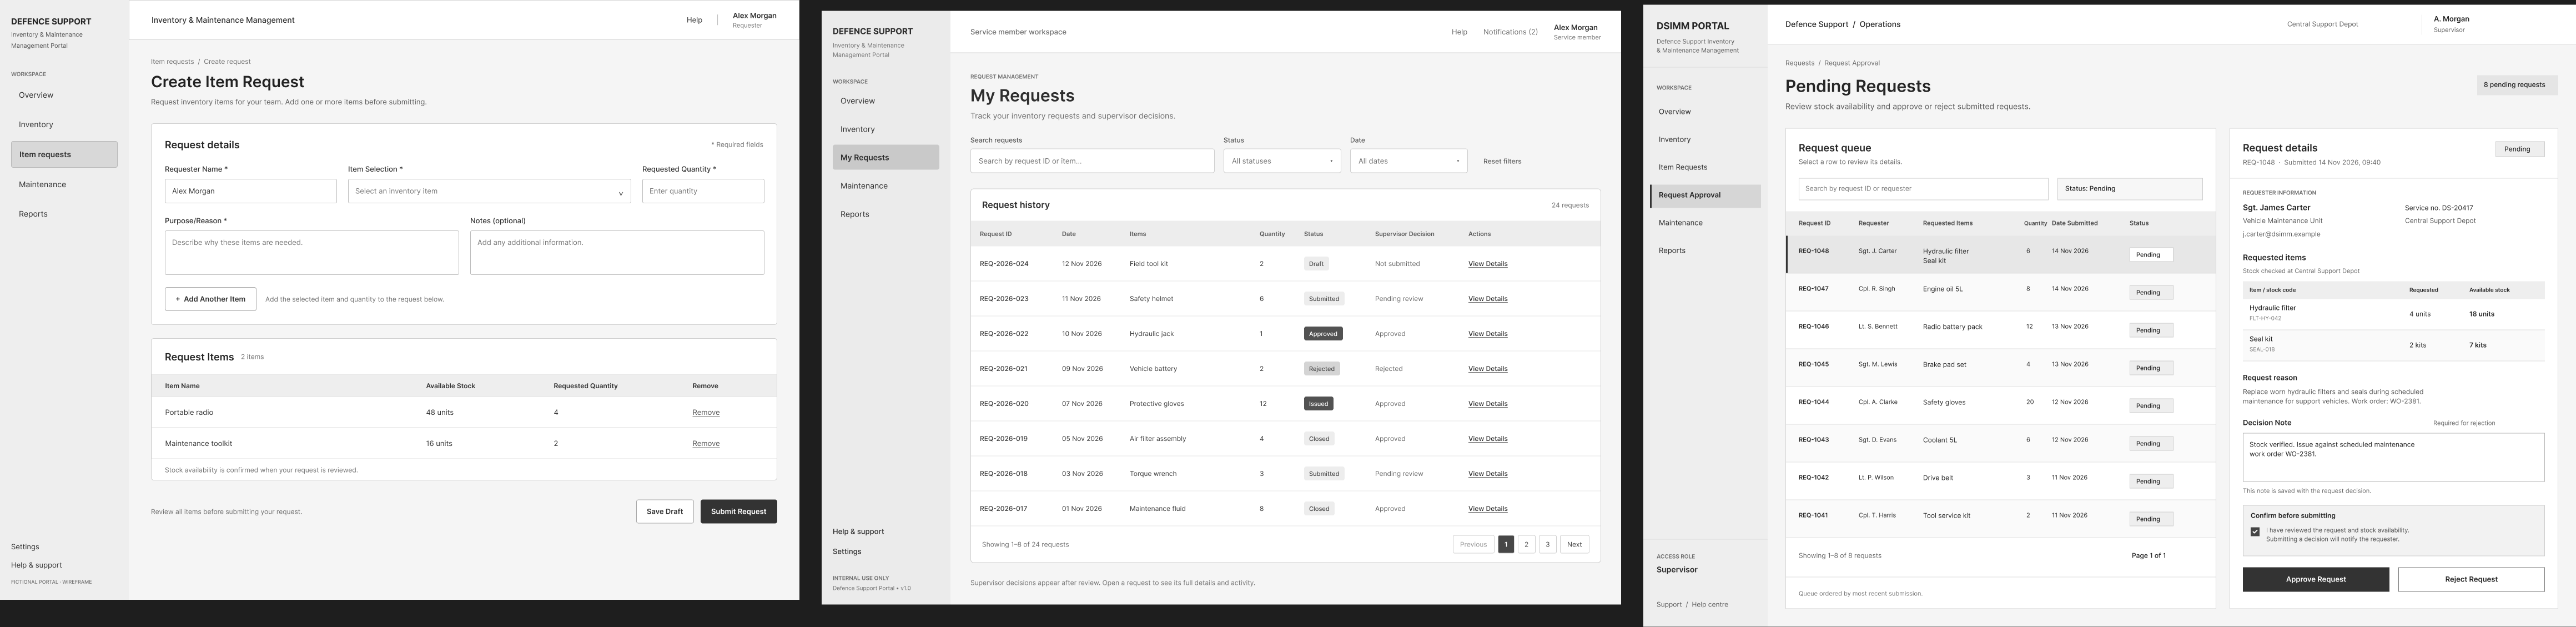 DEFENCE SUPPORT
Inventory & Maintenance
Management Portal
WORKSPACE
Overview
Inventory
Item requests
Maintenance
Reports
Settings
Help & support
FICTIONAL PORTAL · WIREFRAME
Inventory & Maintenance Management
Help
Alex Morgan
Requester
Item requests / Create request
Create Item Request
Request inventory items for your team. Add one or more items before submitting.
Request details
* Required fields
Requester Name * Item Selection * Requested Quantity *
Alex Morgan Select an inventory item v Enter quantity
Purpose/Reason * Notes (optional)
Describe why these items are needed. Add any additional information.
+ Add Another Item Add the selected item and quantity to the request below.
Request Items 2 items
Item Name Available Stock Requested Quantity Remove
Portable radio 48 units 4 Remove
Maintenance toolkit 16 units 2 Remove
Stock availability is confirmed when your request is reviewed.
Review all items before submitting your request. Save Draft Submit Request
DEFENCE SUPPORT
Inventory & Maintenance
Management Portal
WORKSPACE
Overview
Inventory
My Requests
Maintenance
Reports
Help & support
Settings
INTERNAL USE ONLY
Defence Support Portal • v1.0
Service member workspace
Help Notifications (2)
Alex Morgan
Service member
REQUEST MANAGEMENT
My Requests
Track your inventory requests and supervisor decisions.
Search requests Status Date
Search by request ID or item... All statuses All dates Reset filters
Request history 24 requests
Request ID Date Items Quantity Status Supervisor Decision Actions
REQ-2026-024 12 Nov 2026 Field tool kit 2 Draft Not submitted View Details
REQ-2026-023 11 Nov 2026 Safety helmet 6 Submitted Pending review View Details
REQ-2026-022 10 Nov 2026 Hydraulic jack 1 Approved Approved View Details
REQ-2026-021 09 Nov 2026 Vehicle battery 2 Rejected Rejected View Details
REQ-2026-020 07 Nov 2026 Protective gloves 12 Issued Approved View Details
REQ-2026-019 05 Nov 2026 Air filter assembly 4 Closed Approved View Details
REQ-2026-018 03 Nov 2026 Torque wrench 3 Submitted Pending review View Details
REQ-2026-017 01 Nov 2026 Maintenance fluid 8 Closed Approved View Details
Showing 1–8 of 24 requests Previous 1 2 3 Next
Supervisor decisions appear after review. Open a request to see its full details and activity.
DSIMM PORTAL
Defence Support Inventory
& Maintenance Management
WORKSPACE
Overview
Inventory
Item Requests
Request Approval
Maintenance
Reports
ACCESS ROLE
Supervisor
Support / Help centre
Defence Support / Operations
Central Support Depot
A. Morgan
Supervisor
Requests / Request Approval
Pending Requests
8 pending requests
Review stock availability and approve or reject submitted requests.
Request queue
Select a row to review its details.
Search by request ID or requester Status: Pending
Request ID Requester Requested Items Quantity Date Submitted Status
REQ-1048 Sgt. J. Carter Hydraulic filter 6 14 Nov 2026 Pending
Seal kit
REQ-1047 Cpl. R. Singh Engine oil 5L 8 14 Nov 2026 Pending
REQ-1046 Lt. S. Bennett Radio battery pack 12 13 Nov 2026 Pending
REQ-1045 Sgt. M. Lewis Brake pad set 4 13 Nov 2026 Pending
REQ-1044 Cpl. A. Clarke Safety gloves 20 12 Nov 2026 Pending
REQ-1043 Sgt. D. Evans Coolant 5L 6 12 Nov 2026 Pending
REQ-1042 Lt. P. Wilson Drive belt 3 11 Nov 2026 Pending
REQ-1041 Cpl. T. Harris Tool service kit 2 11 Nov 2026 Pending
Showing 1–8 of 8 requests Page 1 of 1
Queue ordered by most recent submission.
Request details
Pending
REQ-1048 · Submitted 14 Nov 2026, 09:40
REQUESTER INFORMATION
Sgt. James Carter Service no. DS-20417
Vehicle Maintenance Unit Central Support Depot
j.carter@dsimm.example
Requested items
Stock checked at Central Support Depot
Item / stock code Requested Available stock
Hydraulic filter 4 units 18 units
FLT-HY-042
Seal kit 2 kits 7 kits
SEAL-018
Request reason
Replace worn hydraulic filters and seals during scheduled
maintenance for support vehicles. Work order: WO-2381.
Decision Note Required for rejection
Stock verified. Issue against scheduled maintenance
work order WO-2381.
This note is saved with the request decision.
Confirm before submitting
I have reviewed the request and stock availability.
Submitting a decision will notify the requester.
Approve Request Reject Request